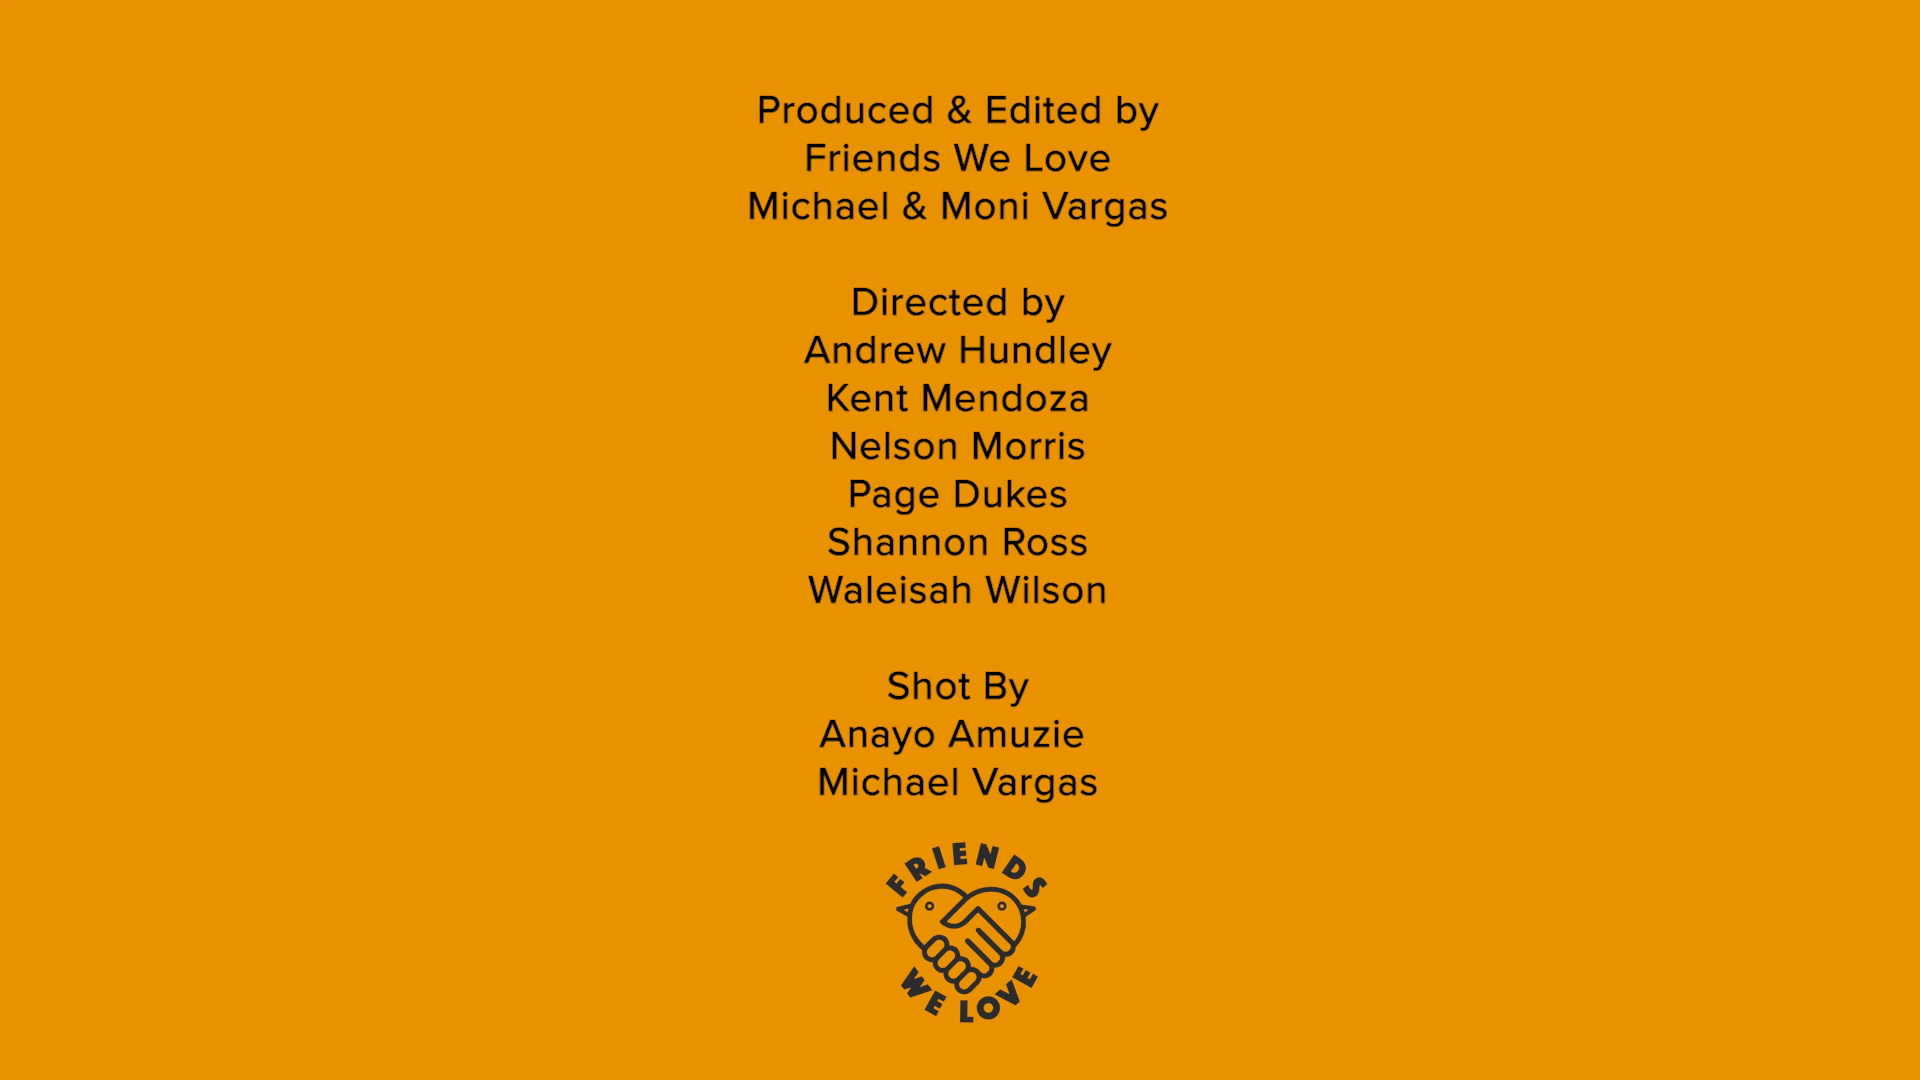 Produced & Edited by
Friends We Love
Michael & Moni Vargas
Directed by
Andrew Hundley
Kent Mendoza
Nelson Morris
Page Dukes
Shannon Ross
Waleisah Wilson
Shot By
Anayo Amuzie
Michael Vargas
FRIENDS
WE LOVE